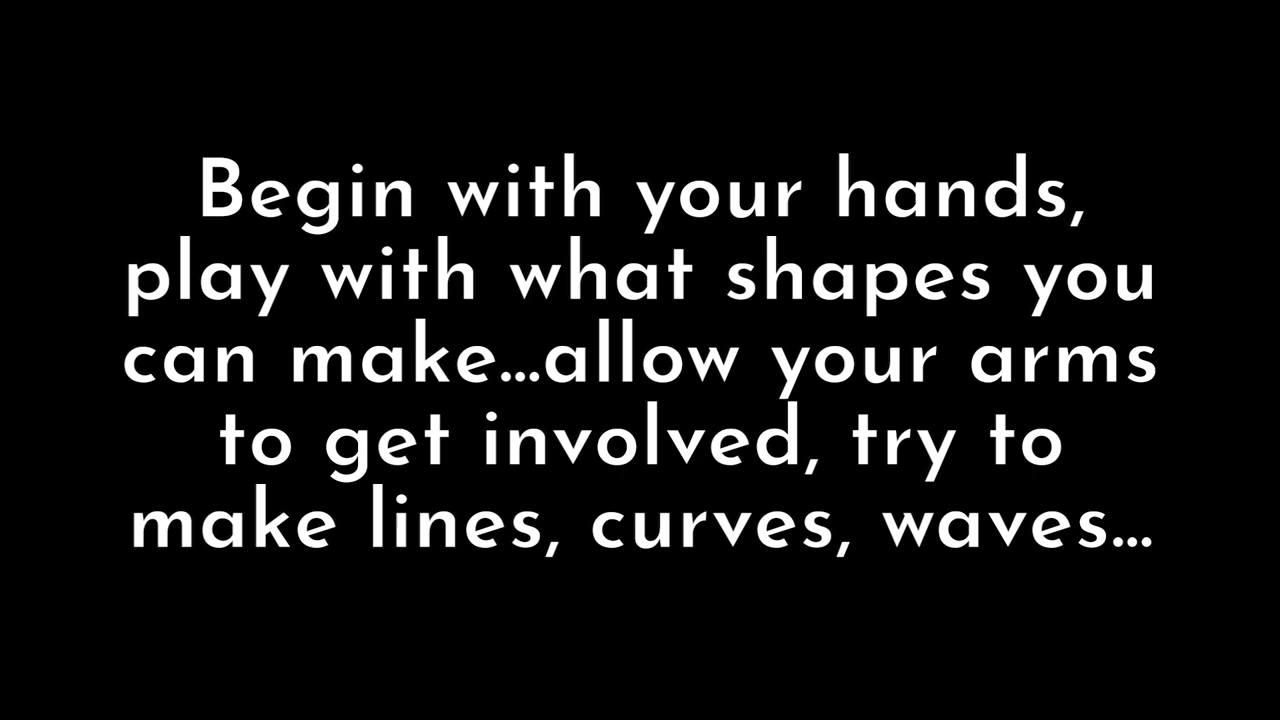 Begin with your hands,
play with what shapes you
can make...allow your arms
to get involved, try to
make lines, curves, waves...